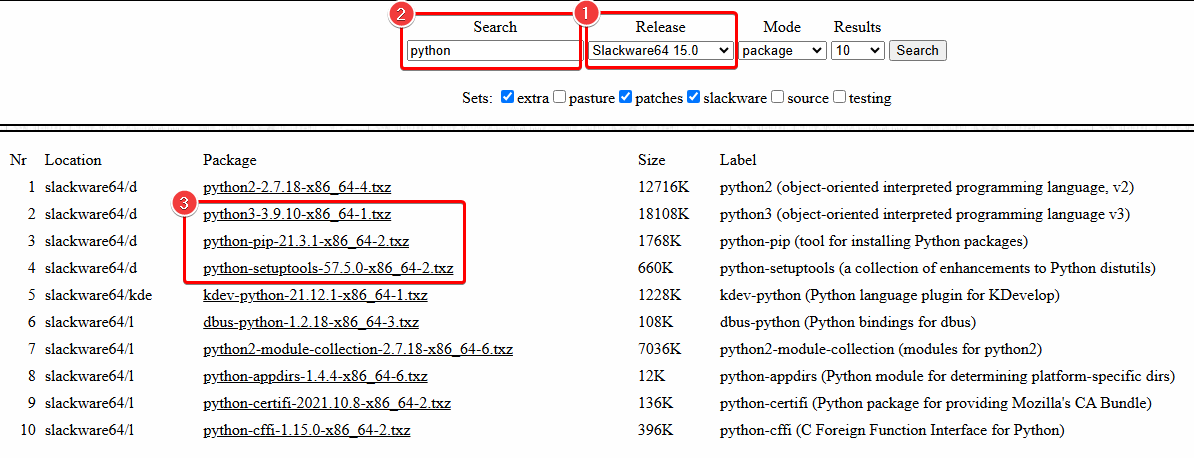 2 1
Search Release Mode Results
python Slackware64 15.0 package 10 Search
Sets: extra pasture patches slackware source testing
Nr Location Package Size Label
1 slackware64/d python2-2.7.18-x86_64-4.txz 12716K python2 (object-oriented interpreted programming language, v2)
3
2 slackware64/d python3-3.9.10-x86_64-1.txz 18108K python3 (object-oriented interpreted programming language v3)
3 slackware64/d python-pip-21.3.1-x86_64-2.txz 1768K python-pip (tool for installing Python packages)
4 slackware64/d python-setuptools-57.5.0-x86_64-2.txz 660K python-setuptools (a collection of enhancements to Python distutils)
5 slackware64/kde kdev-python-21.12.1-x86_64-1.txz 1228K kdev-python (Python language plugin for KDevelop)
6 slackware64/l dbus-python-1.2.18-x86_64-3.txz 108K dbus-python (Python bindings for dbus)
7 slackware64/l python2-module-collection-2.7.18-x86_64-6.txz 7036K python2-module-collection (modules for python2)
8 slackware64/l python-appdirs-1.4.4-x86_64-6.txz 12K python-appdirs (Python module for determining platform-specific dirs)
9 slackware64/l python-certifi-2021.10.8-x86_64-2.txz 136K python-certifi (Python package for providing Mozilla's CA Bundle)
10 slackware64/l python-cffi-1.15.0-x86_64-2.txz 396K python-cffi (C Foreign Function Interface for Python)